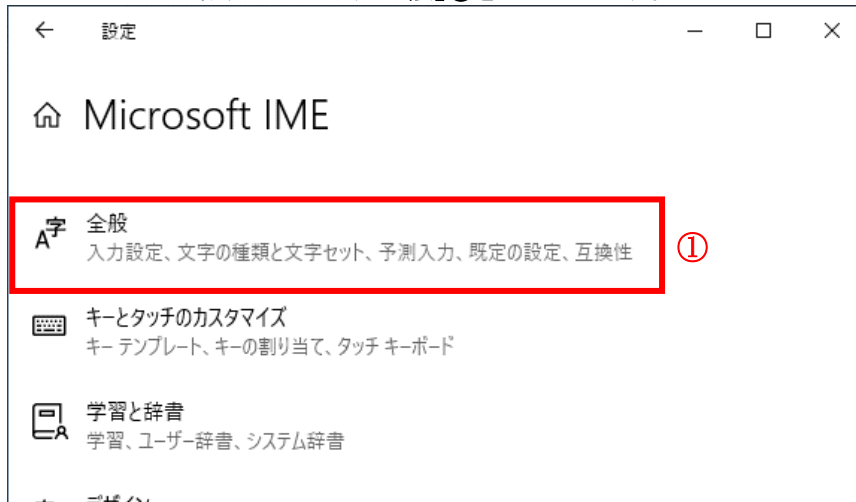 設定
Microsoft IME
全般
入力設定、文字の種類と文字セット、予測入力、既定の設定、互換性
①
キーとタッチのカスタマイズ
キー テンプレート、キーの割り当て、タッチ キーボード
学習と辞書
学習、ユーザー辞書、システム辞書